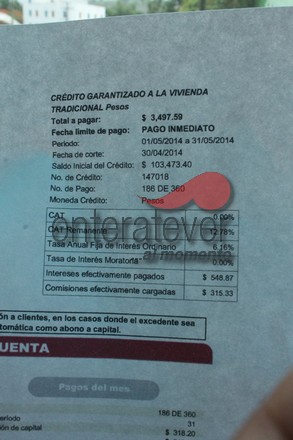 CRÉDITO GARANTIZADO A LA VIVIENDA
TRADICIONAL Pesos
Total a pagar: $ 3,497.59
Fecha limite de pago: PAGO INMEDIATO
Periodo: 01/05/2014 a 31/05/2014
Fecha de corte: 30/04/2014
Saldo inicial del Crédito: $ 103,473.40
No. de Crédito: 147018
No. de Pago: 186 DE 360
Moneda Crédito: Pesos
CAT 0.00%
CAT Remanente 12.78%
enteratever
Tasa Anual Fija de Interés Ordinario 6.16%
al momento
Tasa de Interés Moratoria* 0.00%
Intereses efectivamente pagados $ 548.87
Comisiones efectivamente cargadas $ 315.33
ón a clientes, en los casos donde el excedente sea
tomática como abono a capital.
UENTA
Pagos del mes
eriodo 186 DE 360
31
ón de capital $ 318.20